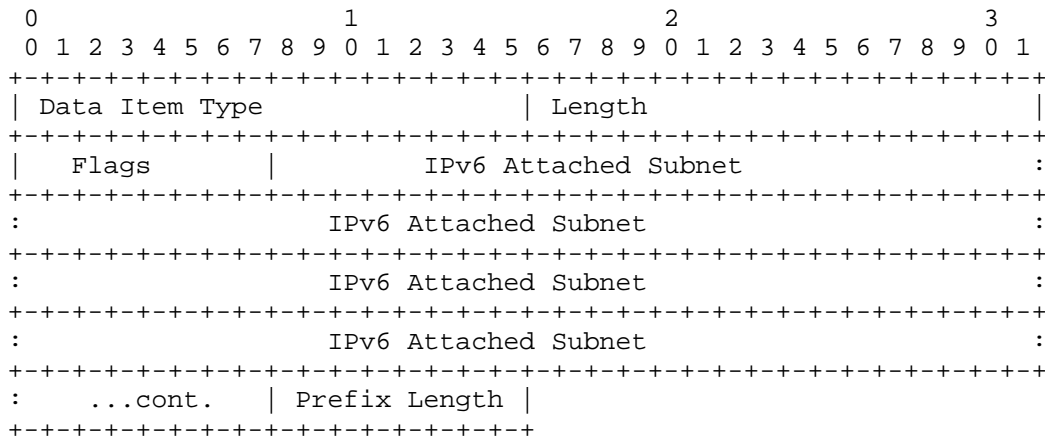 0                   1                   2                   3
 0 1 2 3 4 5 6 7 8 9 0 1 2 3 4 5 6 7 8 9 0 1 2 3 4 5 6 7 8 9 0 1
+-+-+-+-+-+-+-+-+-+-+-+-+-+-+-+-+-+-+-+-+-+-+-+-+-+-+-+-+-+-+-+-+
| Data Item Type                | Length                        |
+-+-+-+-+-+-+-+-+-+-+-+-+-+-+-+-+-+-+-+-+-+-+-+-+-+-+-+-+-+-+-+-+
|   Flags       |         IPv6 Attached Subnet                  :
+-+-+-+-+-+-+-+-+-+-+-+-+-+-+-+-+-+-+-+-+-+-+-+-+-+-+-+-+-+-+-+-+
:                   IPv6 Attached Subnet                        :
+-+-+-+-+-+-+-+-+-+-+-+-+-+-+-+-+-+-+-+-+-+-+-+-+-+-+-+-+-+-+-+-+
:                   IPv6 Attached Subnet                        :
+-+-+-+-+-+-+-+-+-+-+-+-+-+-+-+-+-+-+-+-+-+-+-+-+-+-+-+-+-+-+-+-+
:                   IPv6 Attached Subnet                        :
+-+-+-+-+-+-+-+-+-+-+-+-+-+-+-+-+-+-+-+-+-+-+-+-+-+-+-+-+-+-+-+-+
:    ...cont.   | Prefix Length |
+-+-+-+-+-+-+-+-+-+-+-+-+-+-+-+-+